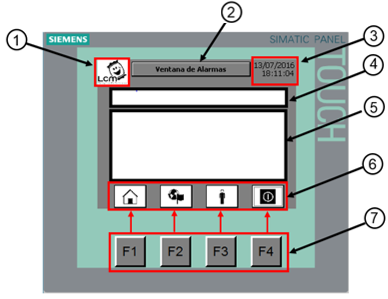 2
1
3
SIEMENS
SIMATIC PANEL
LCM
Ventana de Alarmas
13/07/2016
18:11:04
4
TOUCH
5
6
7
F1 F2 F3 F4